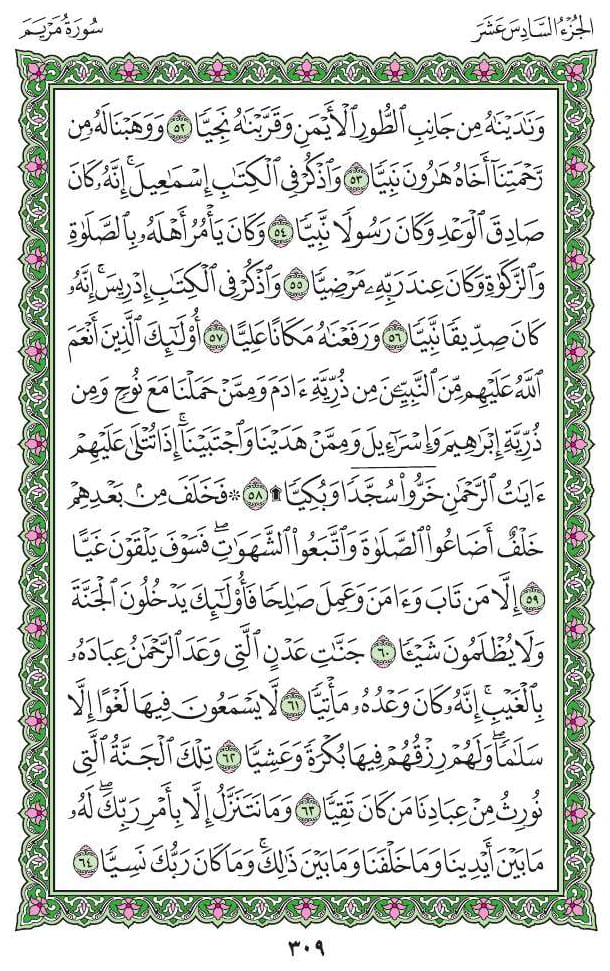 الجُزْءُ السَّادِسَ عَشَرَ
سُورَةُ مَرْيَمَ
وَنَٰدَيْنَٰهُ مِن جَانِبِ ٱلطُّورِ ٱلْأَيْمَنِ وَقَرَّبْنَٰهُ نَجِيًّا ٥٢ وَوَهَبْنَا لَهُۥ مِن
رَّحْمَتِنَآ أَخَاهُ هَٰرُونَ نَبِيًّا ٥٣ وَٱذْكُرْ فِى ٱلْكِتَٰبِ إِسْمَٰعِيلَ ۚ إِنَّهُۥ كَانَ
صَادِقَ ٱلْوَعْدِ وَكَانَ رَسُولًا نَّبِيًّا ٥٤ وَكَانَ يَأْمُرُ أَهْلَهُۥ بِٱلصَّلَوٰةِ
وَٱلزَّكَوٰةِ وَكَانَ عِندَ رَبِّهِۦ مَرْضِيًّا ٥٥ وَٱذْكُرْ فِى ٱلْكِتَٰبِ إِدْرِيسَ ۚ إِنَّهُۥ
كَانَ صِدِّيقًا نَّبِيًّا ٥٦ وَرَفَعْنَٰهُ مَكَانًا عَلِيًّا ٥٧ أُو۟لَٰٓئِكَ ٱلَّذِينَ أَنْعَمَ
ٱللَّهُ عَلَيْهِم مِّنَ ٱلنَّبِيِّـۧنَ مِن ذُرِّيَّةِ ءَادَمَ وَمِمَّنْ حَمَلْنَا مَعَ نُوحٍ وَمِن
ذُرِّيَّةِ إِبْرَٰهِيمَ وَإِسْرَٰٓءِيلَ وَمِمَّنْ هَدَيْنَا وَٱجْتَبَيْنَآ ۚ إِذَا تُتْلَىٰ عَلَيْهِمْ
ءَايَٰتُ ٱلرَّحْمَٰنِ خَرُّوا۟ سُجَّدًا وَبُكِيًّا ۩ ٥٨ * فَخَلَفَ مِنۢ بَعْدِهِمْ
خَلْفٌ أَضَاعُوا۟ ٱلصَّلَوٰةَ وَٱتَّبَعُوا۟ ٱلشَّهَوَٰتِ ۖ فَسَوْفَ يَلْقَوْنَ غَيًّا
٥٩ إِلَّا مَن تَابَ وَءَامَنَ وَعَمِلَ صَٰلِحًا فَأُو۟لَٰٓئِكَ يَدْخُلُونَ ٱلْجَنَّةَ
وَلَا يُظْلَمُونَ شَيْـًٔا ٦٠ جَنَّٰتِ عَدْنٍ ٱلَّتِى وَعَدَ ٱلرَّحْمَٰنُ عِبَادَهُۥ
بِٱلْغَيْبِ ۚ إِنَّهُۥ كَانَ وَعْدُهُۥ مَأْتِيًّا ٦١ لَّا يَسْمَعُونَ فِيهَا لَغْوًا إِلَّا
سَلَٰمًا ۖ وَلَهُمْ رِزْقُهُمْ فِيهَا بُكْرَةً وَعَشِيًّا ٦٢ تِلْكَ ٱلْجَنَّةُ ٱلَّتِى
نُورِثُ مِنْ عِبَادِنَا مَن كَانَ تَقِيًّا ٦٣ وَمَا نَتَنَزَّلُ إِلَّا بِأَمْرِ رَبِّكَ ۖ لَهُۥ
مَا بَيْنَ أَيْدِينَا وَمَا خَلْفَنَا وَمَا بَيْنَ ذَٰلِكَ ۚ وَمَا كَانَ رَبُّكَ نَسِيًّا ٦٤
٣٠٩